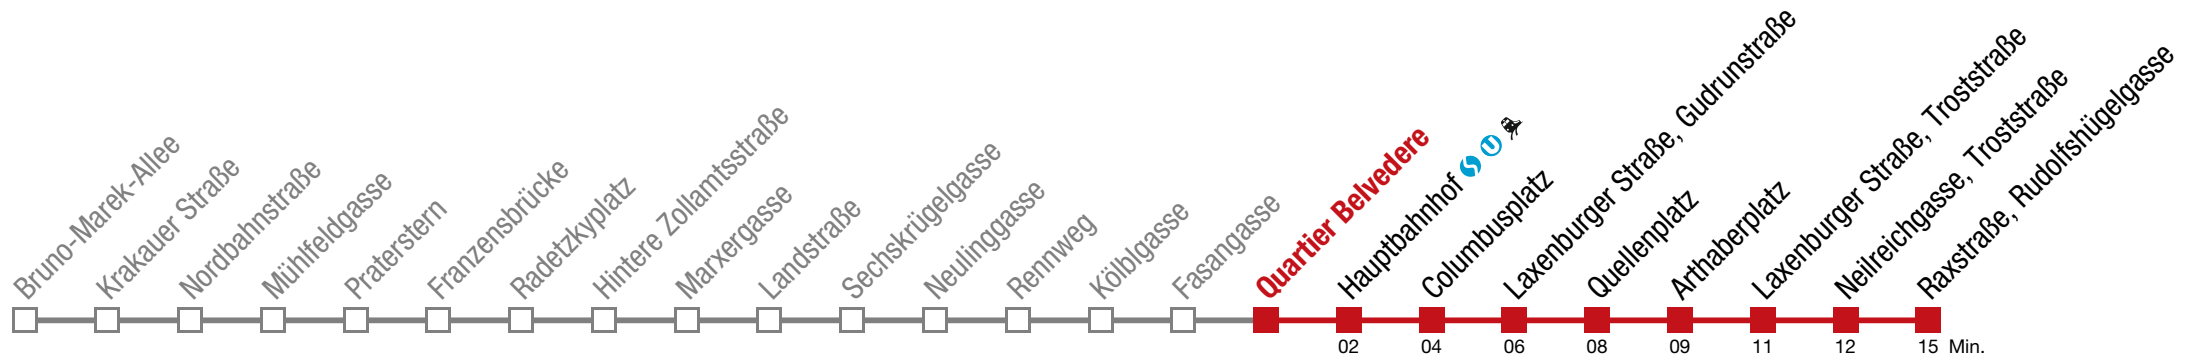 Bruno-Marek-Allee
Krakauer Straße
Nordbahnstraße
Mühlfeldgasse
Praterstern
Franzensbrücke
Radetzkyplatz
Hintere Zollamtsstraße
Marxergasse
Landstraße
Sechskrügelgasse
Neulinggasse
Rennweg
Kölblgasse
Fasangasse
Quartier Belvedere
Hauptbahnhof S U
Columbusplatz
Laxenburger Straße, Gudrunstraße
Quellenplatz
Arthaberplatz
Laxenburger Straße, Troststraße
Neilreichgasse, Troststraße
Raxstraße, Rudolfshügelgasse
02 04 06 08 09 11 12 15 Min.